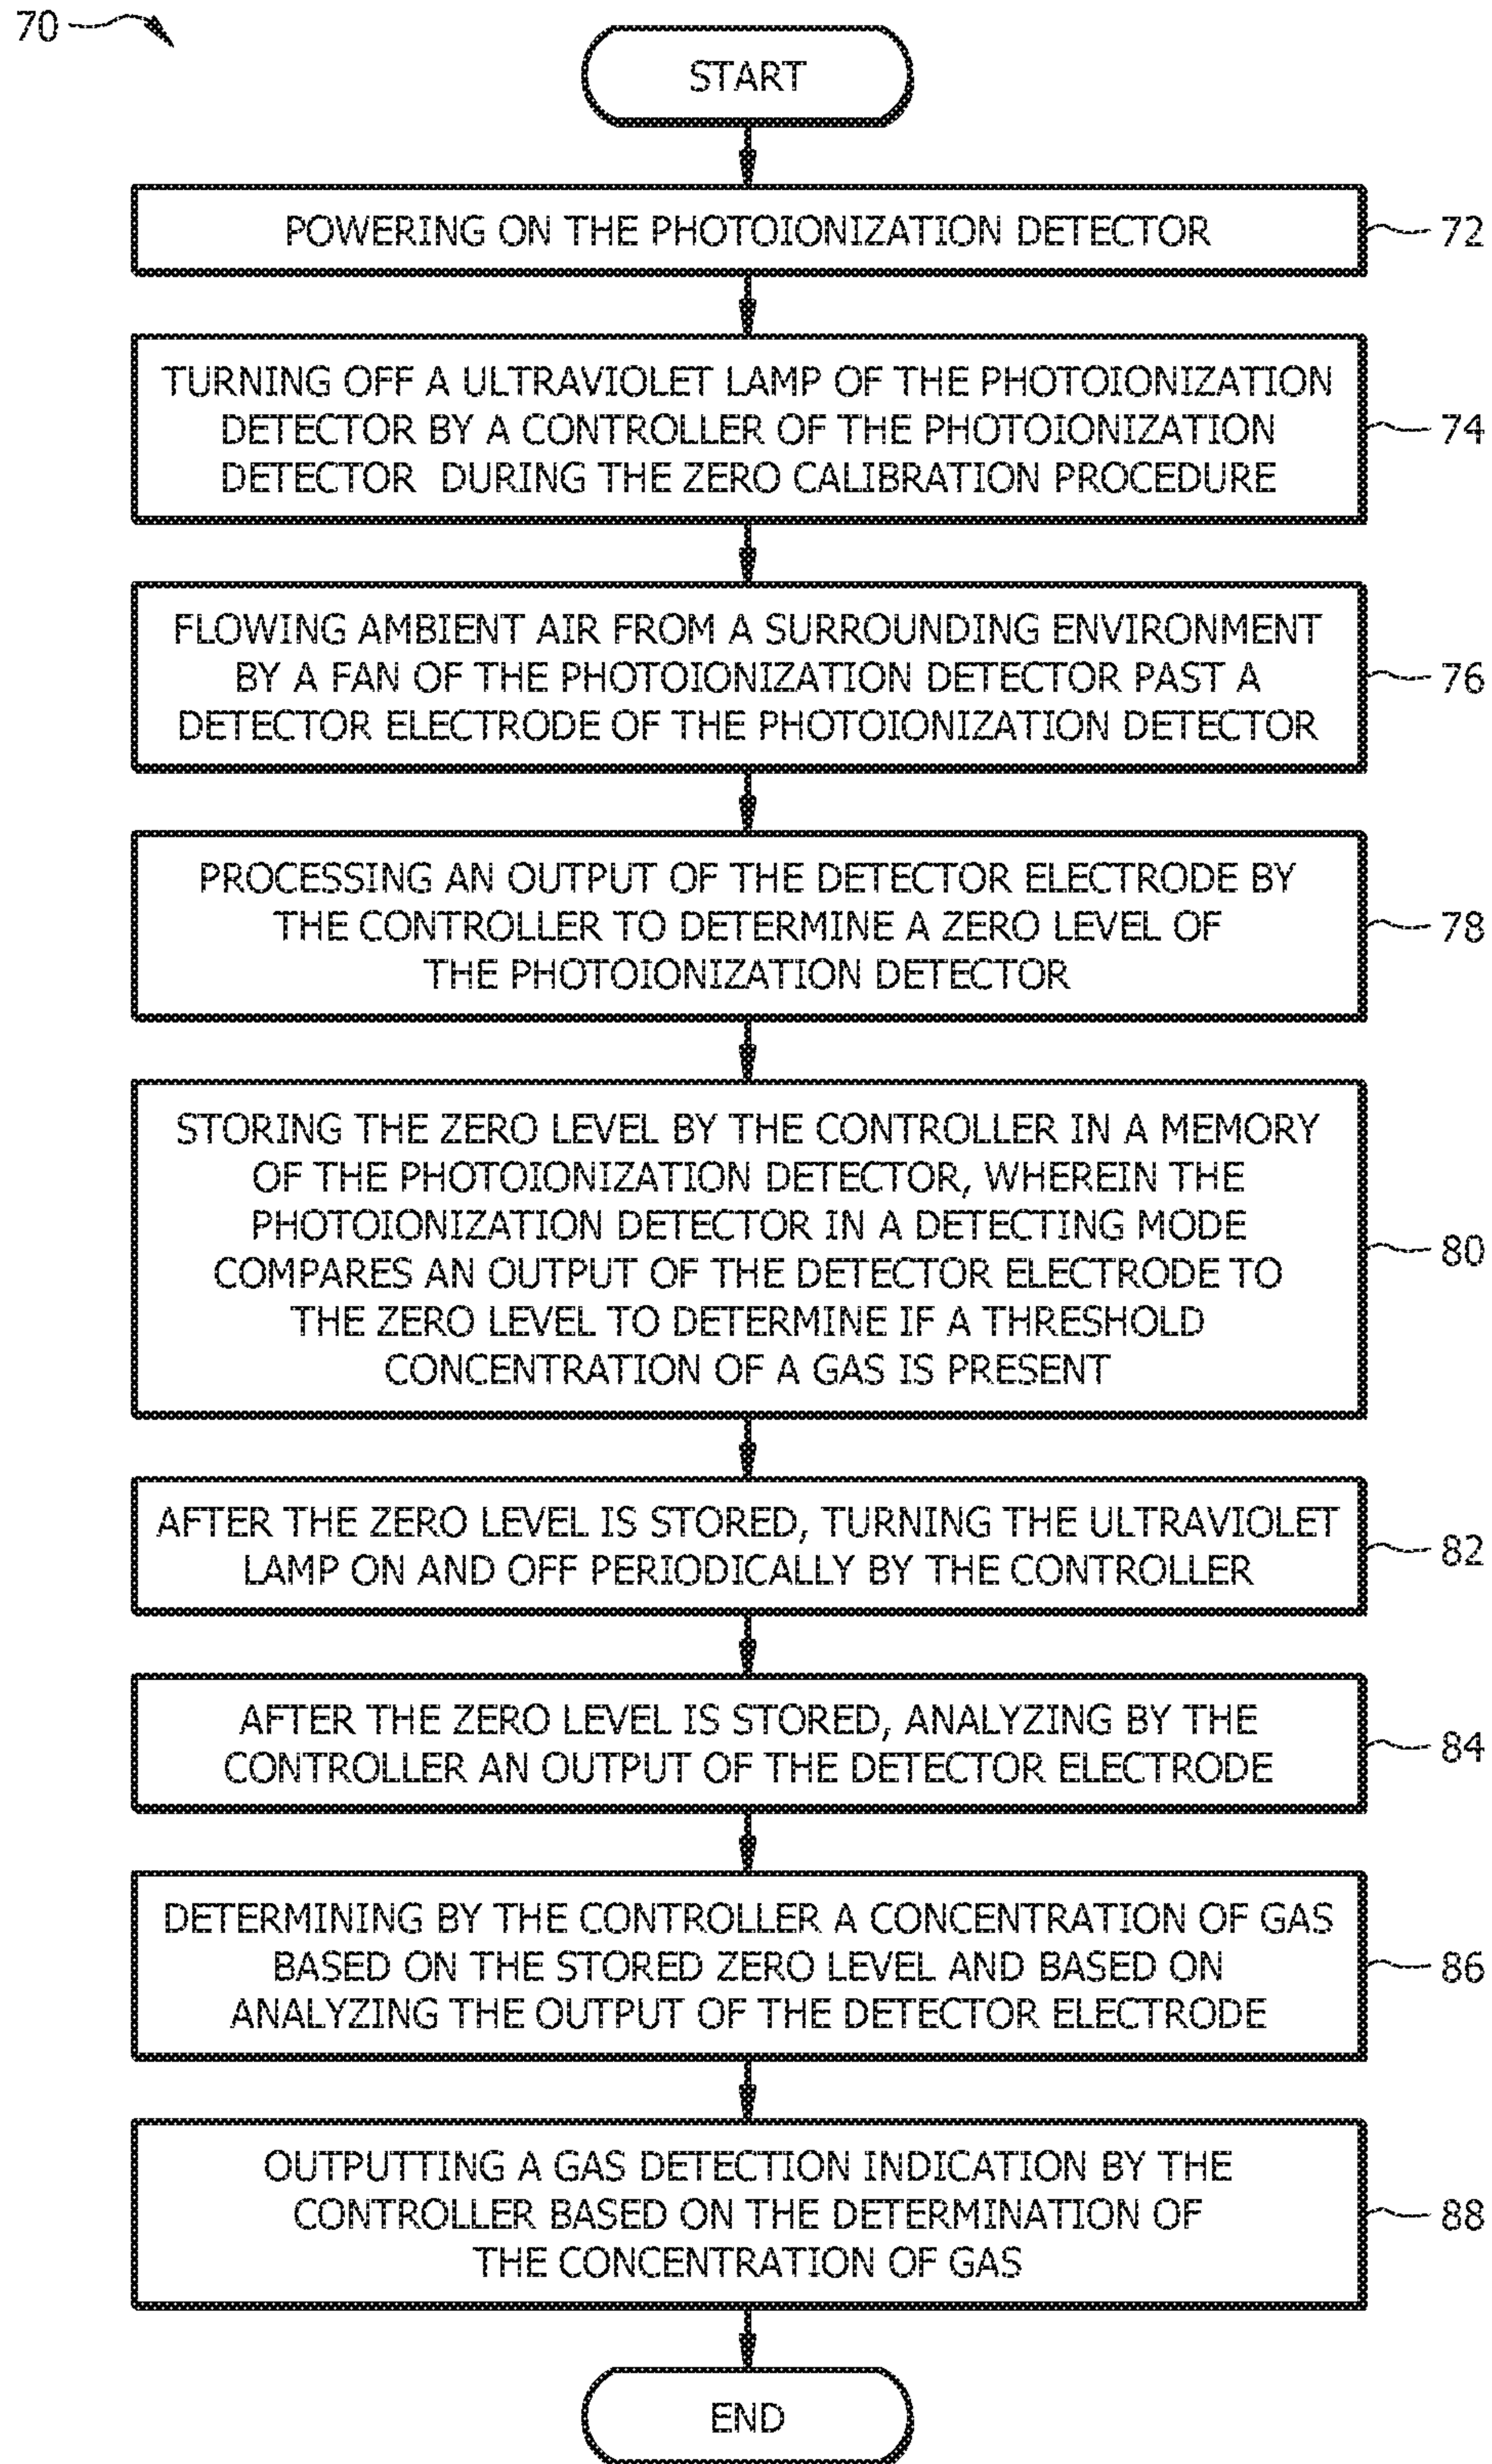 70
START
POWERING ON THE PHOTOIONIZATION DETECTOR
72
TURNING OFF A ULTRAVIOLET LAMP OF THE PHOTOIONIZATION
DETECTOR BY A CONTROLLER OF THE PHOTOIONIZATION
DETECTOR DURING THE ZERO CALIBRATION PROCEDURE
74
FLOWING AMBIENT AIR FROM A SURROUNDING ENVIRONMENT
BY A FAN OF THE PHOTOIONIZATION DETECTOR PAST A
DETECTOR ELECTRODE OF THE PHOTOIONIZATION DETECTOR
76
PROCESSING AN OUTPUT OF THE DETECTOR ELECTRODE BY
THE CONTROLLER TO DETERMINE A ZERO LEVEL OF
THE PHOTOIONIZATION DETECTOR
78
STORING THE ZERO LEVEL BY THE CONTROLLER IN A MEMORY
OF THE PHOTOIONIZATION DETECTOR, WHEREIN THE
PHOTOIONIZATION DETECTOR IN A DETECTING MODE
COMPARES AN OUTPUT OF THE DETECTOR ELECTRODE TO
THE ZERO LEVEL TO DETERMINE IF A THRESHOLD
CONCENTRATION OF A GAS IS PRESENT
80
AFTER THE ZERO LEVEL IS STORED, TURNING THE ULTRAVIOLET
LAMP ON AND OFF PERIODICALLY BY THE CONTROLLER
82
AFTER THE ZERO LEVEL IS STORED, ANALYZING BY THE
CONTROLLER AN OUTPUT OF THE DETECTOR ELECTRODE
84
DETERMINING BY THE CONTROLLER A CONCENTRATION OF GAS
BASED ON THE STORED ZERO LEVEL AND BASED ON
ANALYZING THE OUTPUT OF THE DETECTOR ELECTRODE
86
OUTPUTTING A GAS DETECTION INDICATION BY THE
CONTROLLER BASED ON THE DETERMINATION OF
THE CONCENTRATION OF GAS
88
END